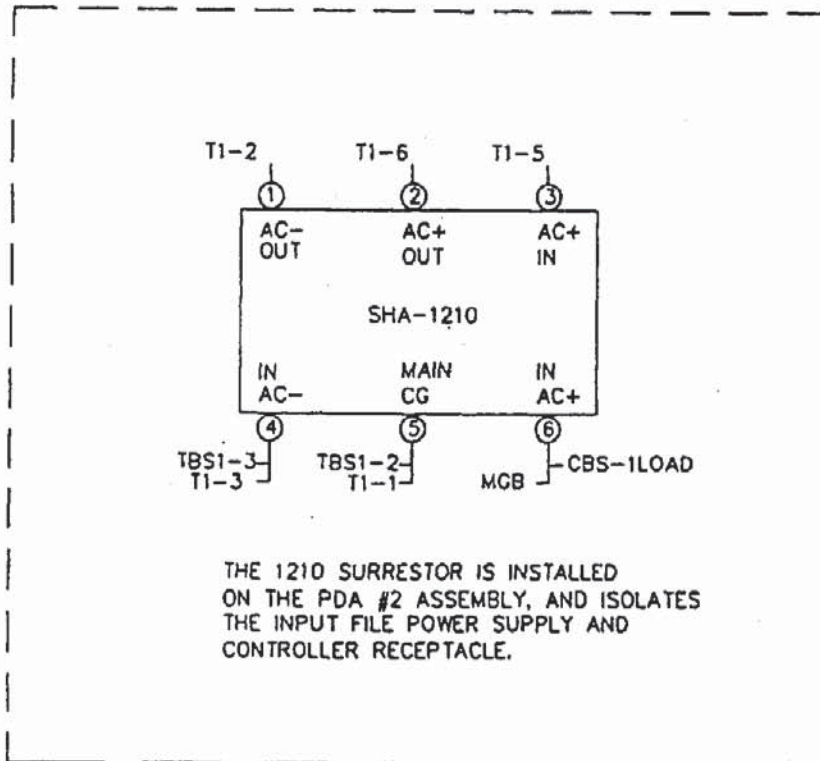 T1-2 T1-6 T1-5
1 2 3
AC- AC+ AC+
OUT OUT IN
SHA-1210
IN MAIN IN
AC- CG AC+
4 5 6
TBS1-3 TBS1-2 CBS-1LOAD
T1-3 T1-1 MGB
THE 1210 SURRESTOR IS INSTALLED
ON THE PDA #2 ASSEMBLY, AND ISOLATES
THE INPUT FILE POWER SUPPLY AND
CONTROLLER RECEPTACLE.